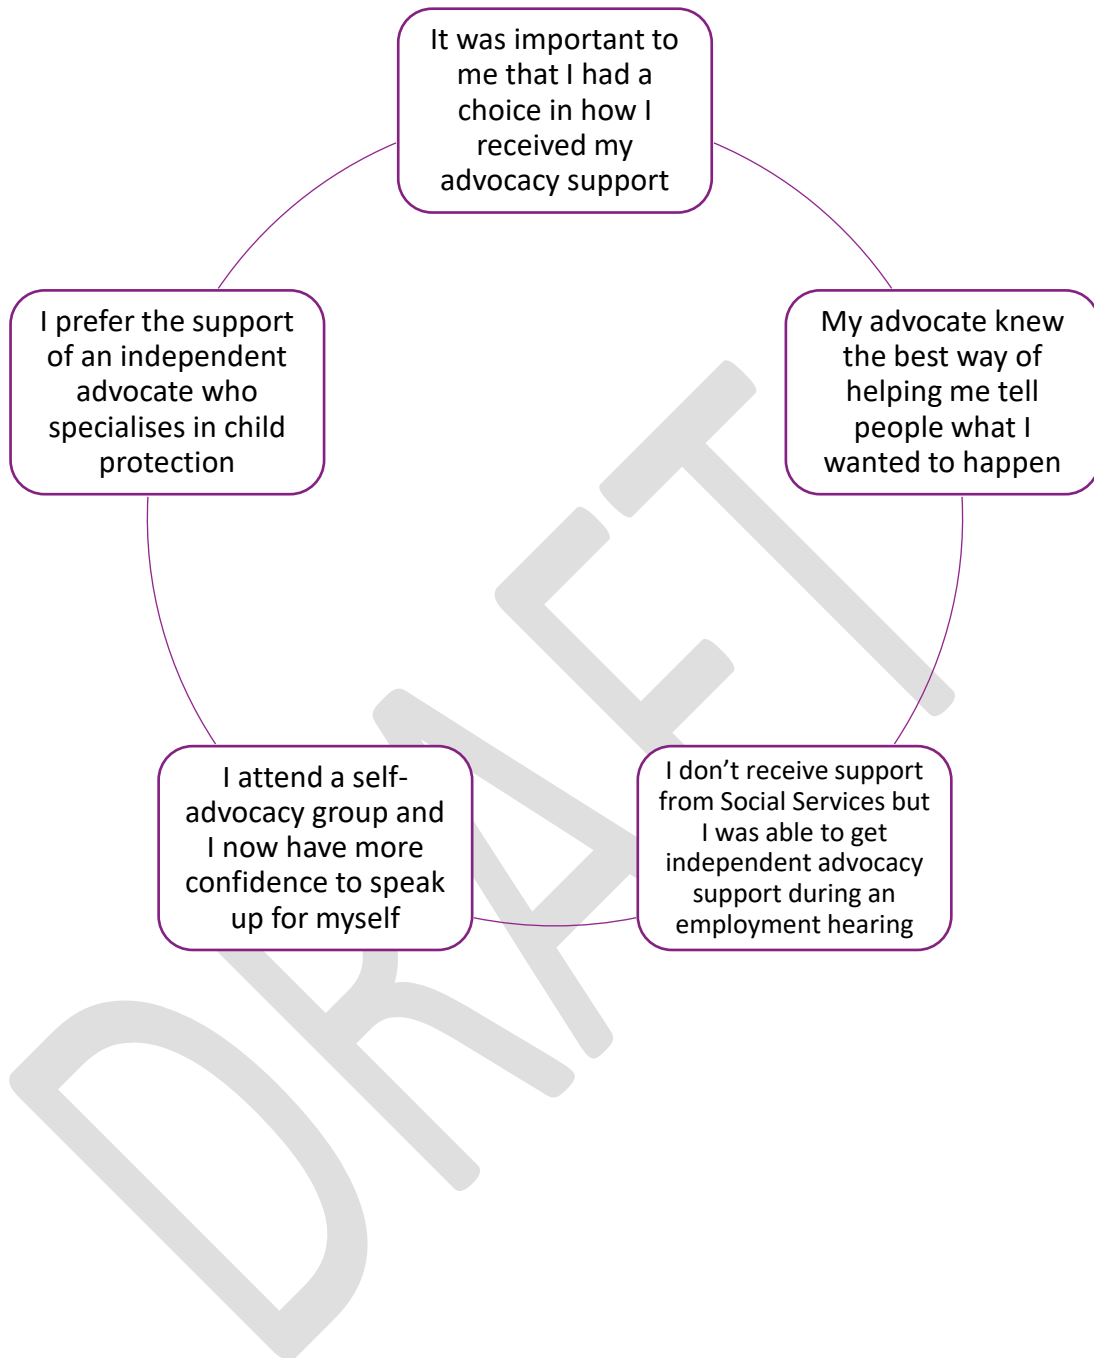 It was important to
me that I had a
choice in how I
received my
advocacy support
My advocate knew
the best way of
helping me tell
people what I
wanted to happen
I don’t receive support
from Social Services but
I was able to get
independent advocacy
support during an
employment hearing
I attend a self-
advocacy group and
I now have more
confidence to speak
up for myself
I prefer the support
of an independent
advocate who
specialises in child
protection
DRAFT